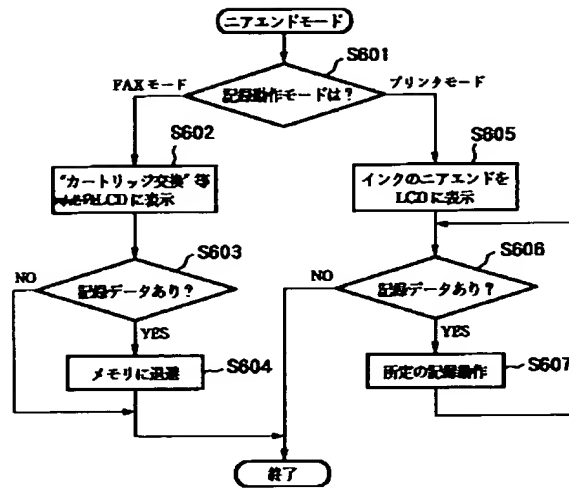 ニアエンドモード
S601
FAXモード
記録動作モードは?
プリンタモード
S602
"カートリッジ交換"等
LCDに表示
S605
インクのニアエンドを
LCDに表示
S603
NO
記録データあり?
YES
S606
NO
記録データあり?
YES
メモリに退避
S604
所定の記録動作
S607
終了